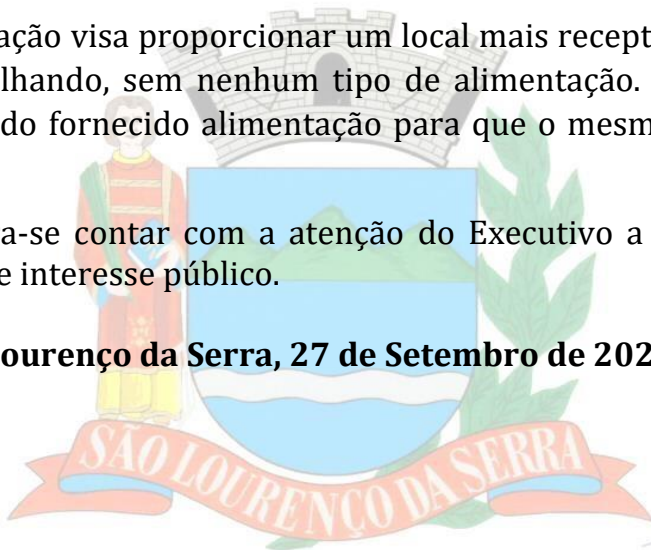 ação visa proporcionar um local mais recept
lhando, sem nenhum tipo de alimentação.
do fornecido alimentação para que o mesm
a-se contar com a atenção do Executivo a
e interesse público.
ourenço da Serra, 27 de Setembro de 202
SÃO LOURENÇO DA SERRA